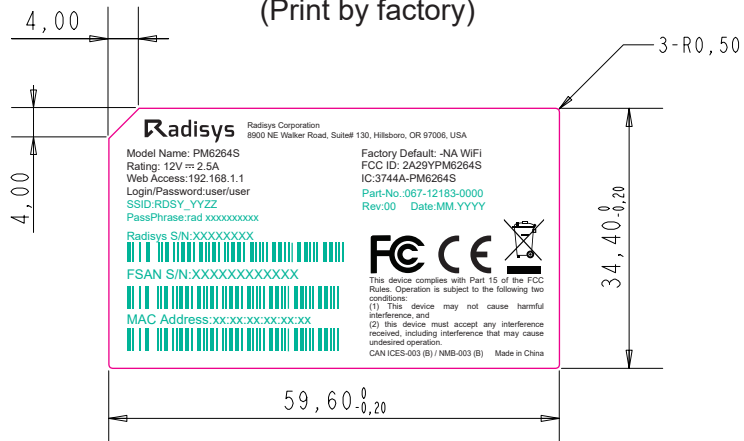 (Print by factory)
4,00
3-R0,50
4,00
Radisys
Radisys Corporation
8900 NE Walker Road, Suite# 130, Hillsboro, OR 97006, USA
Model Name: PM6264S
Rating: 12V ⎓ 2.5A
Web Access:192.168.1.1
Login/Password:user/user
SSID:RDSY_YYZZ
PassPhrase:rad xxxxxxxxxx
Factory Default: -NA WiFi
FCC ID: 2A29YPM6264S
IC:3744A-PM6264S
Part-No.:067-12183-0000
Rev:00 Date:MM.YYYY
Radisys S/N:XXXXXXXX
FSAN S/N:XXXXXXXXXXXX
MAC Address:xx:xx:xx:xx:xx:xx
FC CE
This device complies with Part 15 of the FCC
Rules. Operation is subject to the following two
conditions:
(1) This device may not cause harmful
interference, and
(2) this device must accept any interference
received, including interference that may cause
undesired operation.
CAN ICES-003 (B) / NMB-003 (B) Made in China
34,40 0 -0,20
59,60 0 -0,20